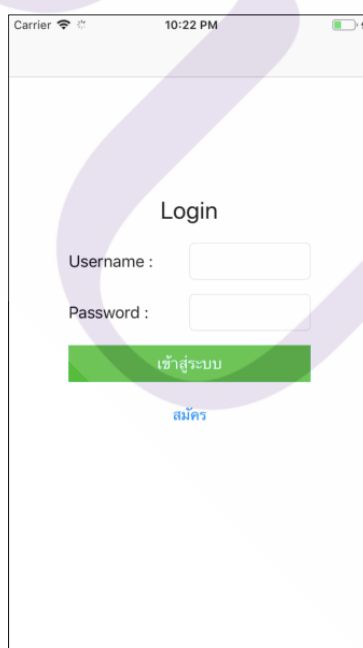 Carrier 10:22 PM
Login
Username :
Password :
เข้าสู่ระบบ
สมัคร